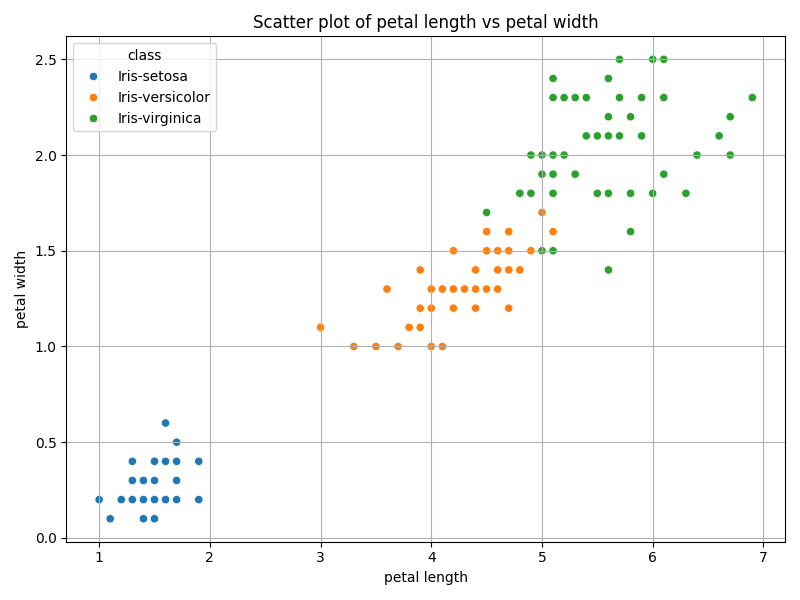 Scatter plot of petal length vs petal width
class
Iris-setosa
Iris-versicolor
Iris-virginica
petal width
2.5
2.0
1.5
1.0
0.5
0.0
1 2 3 4 5 6 7
petal length